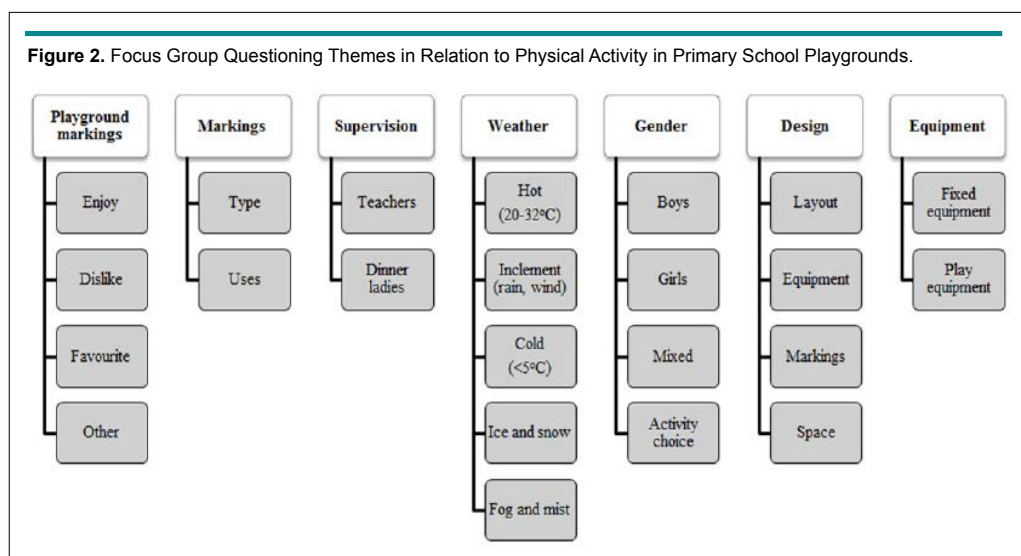 Figure 2. Focus Group Questioning Themes in Relation to Physical Activity in Primary School Playgrounds.
Playground
markings
Enjoy
Dislike
Favourite
Other
Markings
Type
Uses
Supervision
Teachers
Dinner
ladies
Weather
Hot
(20-32ºC)
Inclement
(rain, wind)
Cold
(<5ºC)
Ice and snow
Fog and mist
Gender
Boys
Girls
Mixed
Activity
choice
Design
Layout
Equipment
Markings
Space
Equipment
Fixed
equipment
Play
equipment